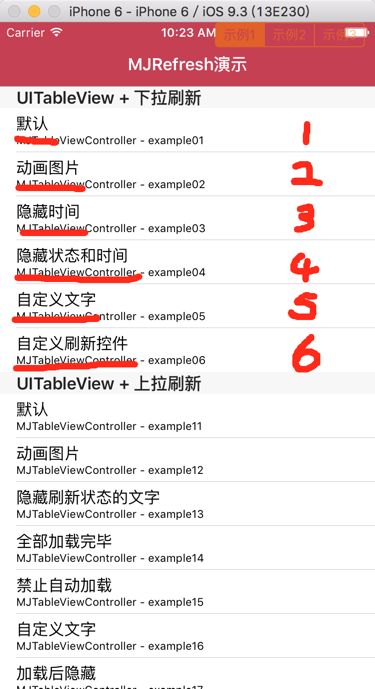 iPhone 6 - iPhone 6 / iOS 9.3 (13E230)
Carrier 10:23 AM 示例1 示例2 示例3
MJRefresh演示
UITableView + 下拉刷新
默认 1
MJTableViewController - example01
动画图片 2
MJTableViewController - example02
隐藏时间 3
MJTableViewController - example03
隐藏状态和时间 4
MJTableViewController - example04
自定义文字 5
MJTableViewController - example05
自定义刷新控件 6
MJTableViewController - example06
UITableView + 上拉刷新
默认
MJTableViewController - example11
动画图片
MJTableViewController - example12
隐藏刷新状态的文字
MJTableViewController - example13
全部加载完毕
MJTableViewController - example14
禁止自动加载
MJTableViewController - example15
自定义文字
MJTableViewController - example16
加载后隐藏
MJTableViewController - example17